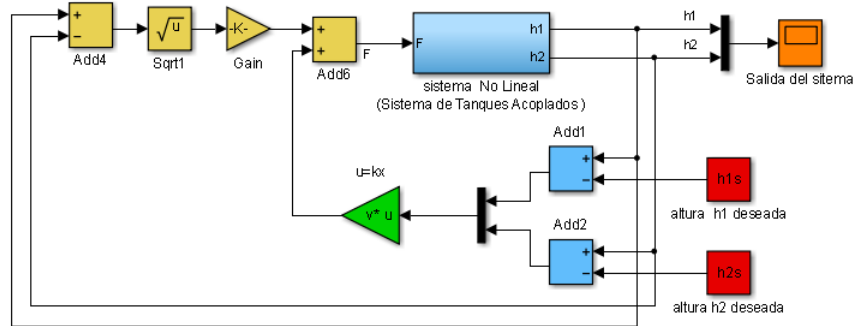 +
−
Add4
√u
Sqrt1
-K-
Gain
+
+
Add6
F
F
h1
h2
sistema No Lineal
(Sistema de Tanques Acoplados )
h1
h2
Salida del sitema
Add1
+
−
h1s
altura h1 deseada
u=kx
v* u
Add2
+
−
h2s
altura h2 deseada